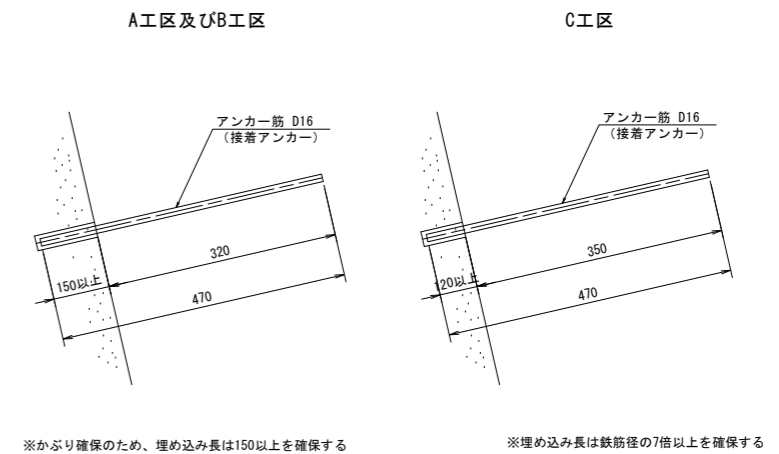 A工区及びB工区
C工区
アンカー筋 D16
（接着アンカー）
320
150以上
470
アンカー筋 D16
（接着アンカー）
350
120以上
470
※かぶり確保のため、埋め込み長は150以上を確保する
※埋め込み長は鉄筋径の7倍以上を確保する